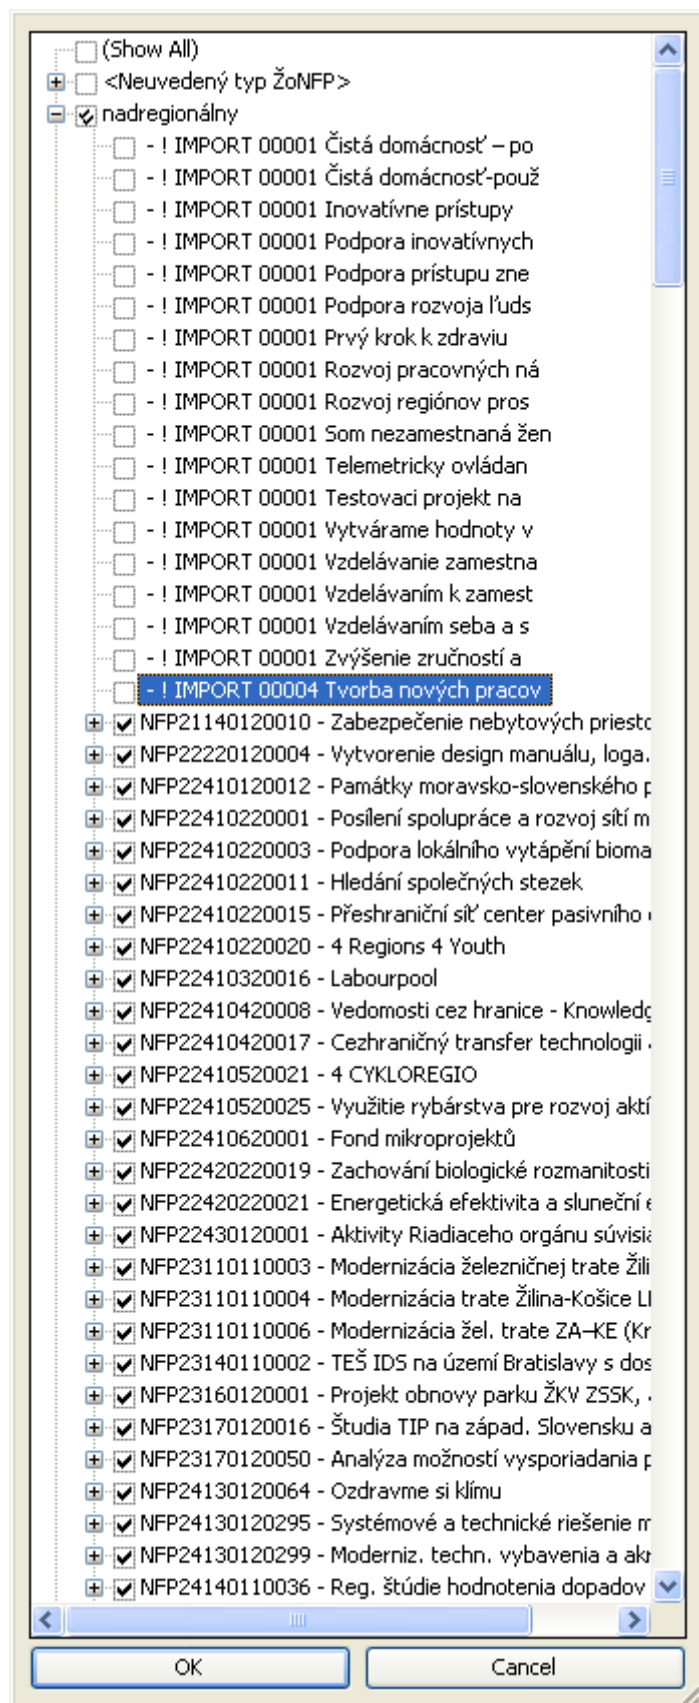 (Show All)
<Neuvedený typ ŽoNFP>
nadregionálny
- ! IMPORT 00001 Čistá domácnosť – po
- ! IMPORT 00001 Čistá domácnosť-použ
- ! IMPORT 00001 Inovatívne prístupy
- ! IMPORT 00001 Podpora inovatívnych
- ! IMPORT 00001 Podpora prístupu zne
- ! IMPORT 00001 Podpora rozvoja ľuds
- ! IMPORT 00001 Prvý krok k zdraviu
- ! IMPORT 00001 Rozvoj pracovných ná
- ! IMPORT 00001 Rozvoj regiónov pros
- ! IMPORT 00001 Som nezamestnaná žen
- ! IMPORT 00001 Telemetricky ovládan
- ! IMPORT 00001 Testovaci projekt na
- ! IMPORT 00001 Vytvárame hodnoty v
- ! IMPORT 00001 Vzdelávanie zamestna
- ! IMPORT 00001 Vzdelávaním k zamest
- ! IMPORT 00001 Vzdelávaním seba a s
- ! IMPORT 00001 Zvýšenie zručností a
- ! IMPORT 00004 Tvorba nových pracov
NFP21140120010 - Zabezpečenie nebytových priesto
NFP22220120004 - Vytvorenie design manuálu, loga.
NFP22410120012 - Památky moravsko-slovenského p
NFP22410220001 - Posílení spolupráce a rozvoj sítí m
NFP22410220003 - Podpora lokálního vytápění bioma
NFP22410220011 - Hledání společných stezek
NFP22410220015 - Přeshraniční síť center pasivního
NFP22410220020 - 4 Regions 4 Youth
NFP22410320016 - Labourpool
NFP22410420008 - Vedomosti cez hranice - Knowledg
NFP22410420017 - Cezhraničný transfer technologii
NFP22410520021 - 4 CYKLOREGIO
NFP22410520025 - Využitie rybárstva pre rozvoj aktí
NFP22410620001 - Fond mikroprojektů
NFP22420220019 - Zachování biologické rozmanitosti
NFP22420220021 - Energetická efektivita a sluneční e
NFP22430120001 - Aktivity Riadiaceho orgánu súvisia
NFP23110110003 - Modernizácia železničnej trate Žili
NFP23110110004 - Modernizácia trate Žilina-Košice LI
NFP23110110006 - Modernizácia žel. trate ZA–KE (Kr
NFP23140110002 - TEŠ IDS na území Bratislavy s dos
NFP23160120001 - Projekt obnovy parku ŽKV ZSSK,
NFP23170120016 - Študia TIP na západ. Slovensku a
NFP23170120050 - Analýza možností vysporiadania p
NFP24130120064 - Ozdravme si klímu
NFP24130120295 - Systémové a technické riešenie m
NFP24130120299 - Moderniz. techn. vybavenia a akr
NFP24140110036 - Reg. štúdie hodnotenia dopadov
OK
Cancel